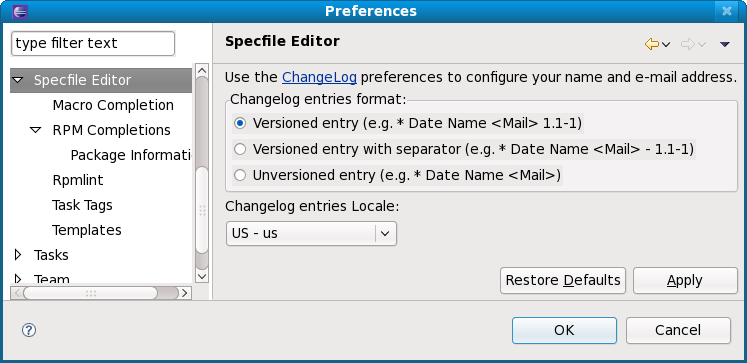 Preferences
type filter text
Specfile Editor
Macro Completion
RPM Completions
Package Informati
Rpmlint
Task Tags
Templates
Tasks
Team
Specfile Editor
Use the ChangeLog preferences to configure your name and e-mail address.
Changelog entries format:
Versioned entry (e.g. * Date Name <Mail> 1.1-1)
Versioned entry with separator (e.g. * Date Name <Mail> - 1.1-1)
Unversioned entry (e.g. * Date Name <Mail>)
Changelog entries Locale:
US - us
Restore Defaults
Apply
?
OK
Cancel